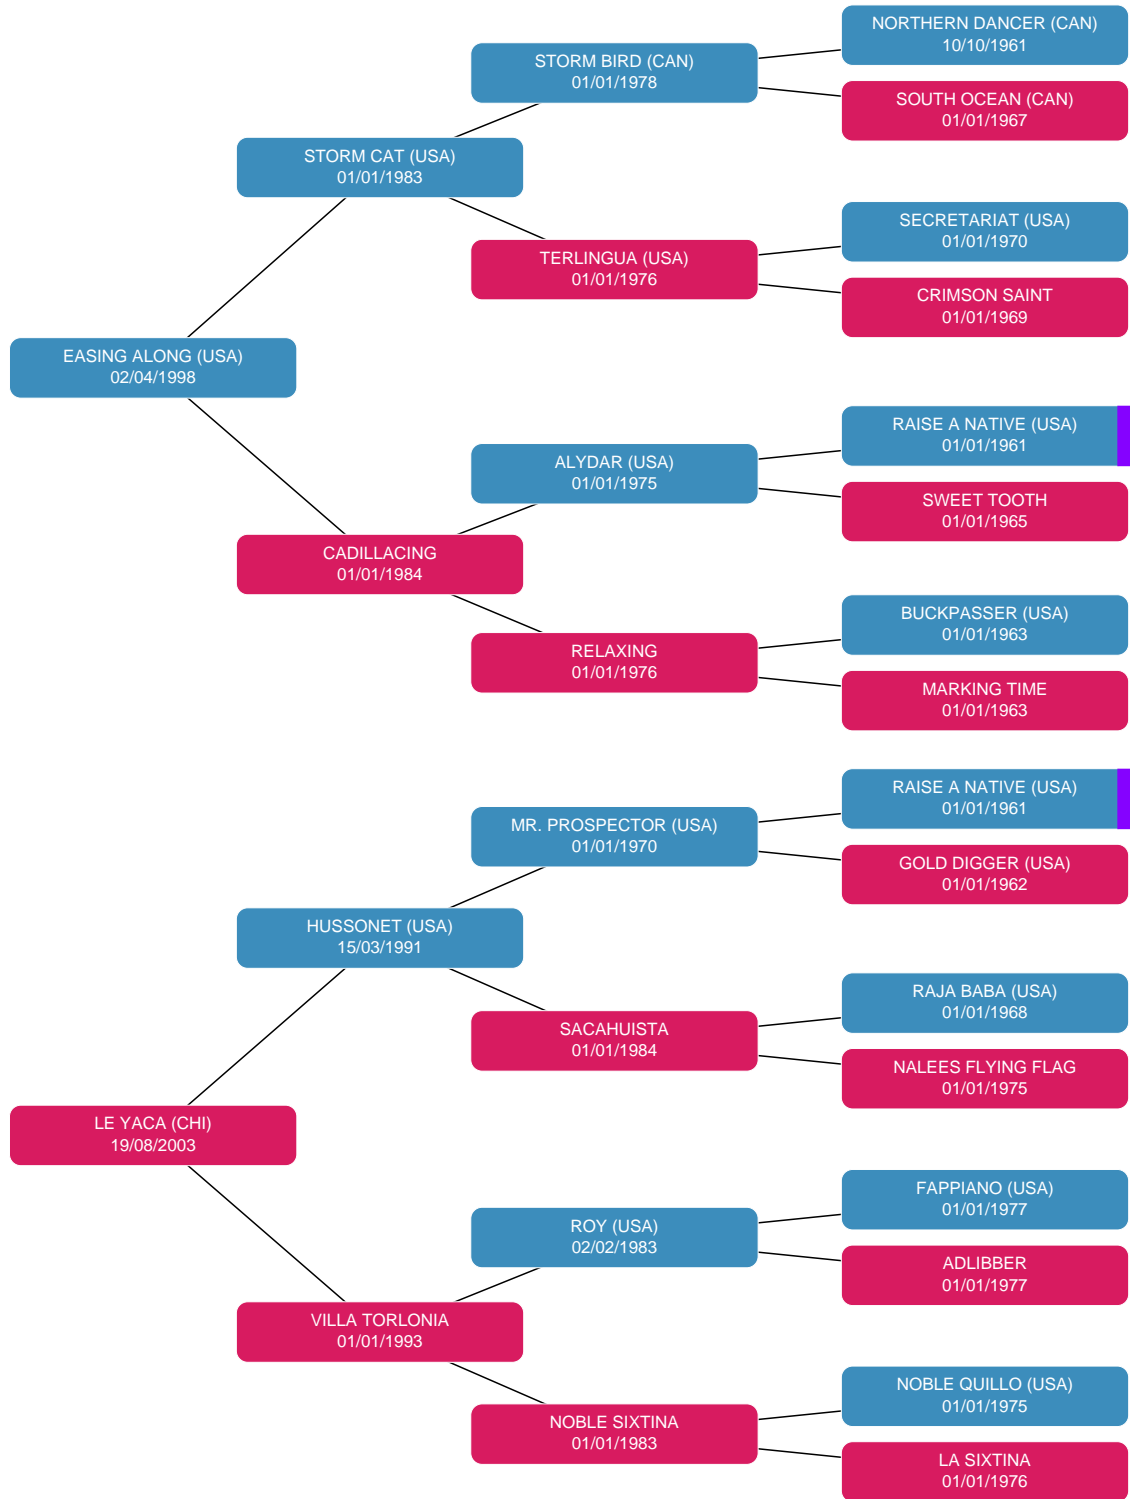 NORTHERN DANCER (CAN)
10/10/1961
STORM BIRD (CAN)
01/01/1978
SOUTH OCEAN (CAN)
01/01/1967
STORM CAT (USA)
01/01/1983
SECRETARIAT (USA)
01/01/1970
TERLINGUA (USA)
01/01/1976
CRIMSON SAINT
01/01/1969
EASING ALONG (USA)
02/04/1998
RAISE A NATIVE (USA)
01/01/1961
ALYDAR (USA)
01/01/1975
SWEET TOOTH
01/01/1965
CADILLACING
01/01/1984
BUCKPASSER (USA)
01/01/1963
RELAXING
01/01/1976
MARKING TIME
01/01/1963
RAISE A NATIVE (USA)
01/01/1961
MR. PROSPECTOR (USA)
01/01/1970
GOLD DIGGER (USA)
01/01/1962
HUSSONET (USA)
15/03/1991
RAJA BABA (USA)
01/01/1968
SACAHUISTA
01/01/1984
NALEES FLYING FLAG
01/01/1975
LE YACA (CHI)
19/08/2003
FAPPIANO (USA)
01/01/1977
ROY (USA)
02/02/1983
ADLIBBER
01/01/1977
VILLA TORLONIA
01/01/1993
NOBLE QUILLO (USA)
01/01/1975
NOBLE SIXTINA
01/01/1983
LA SIXTINA
01/01/1976